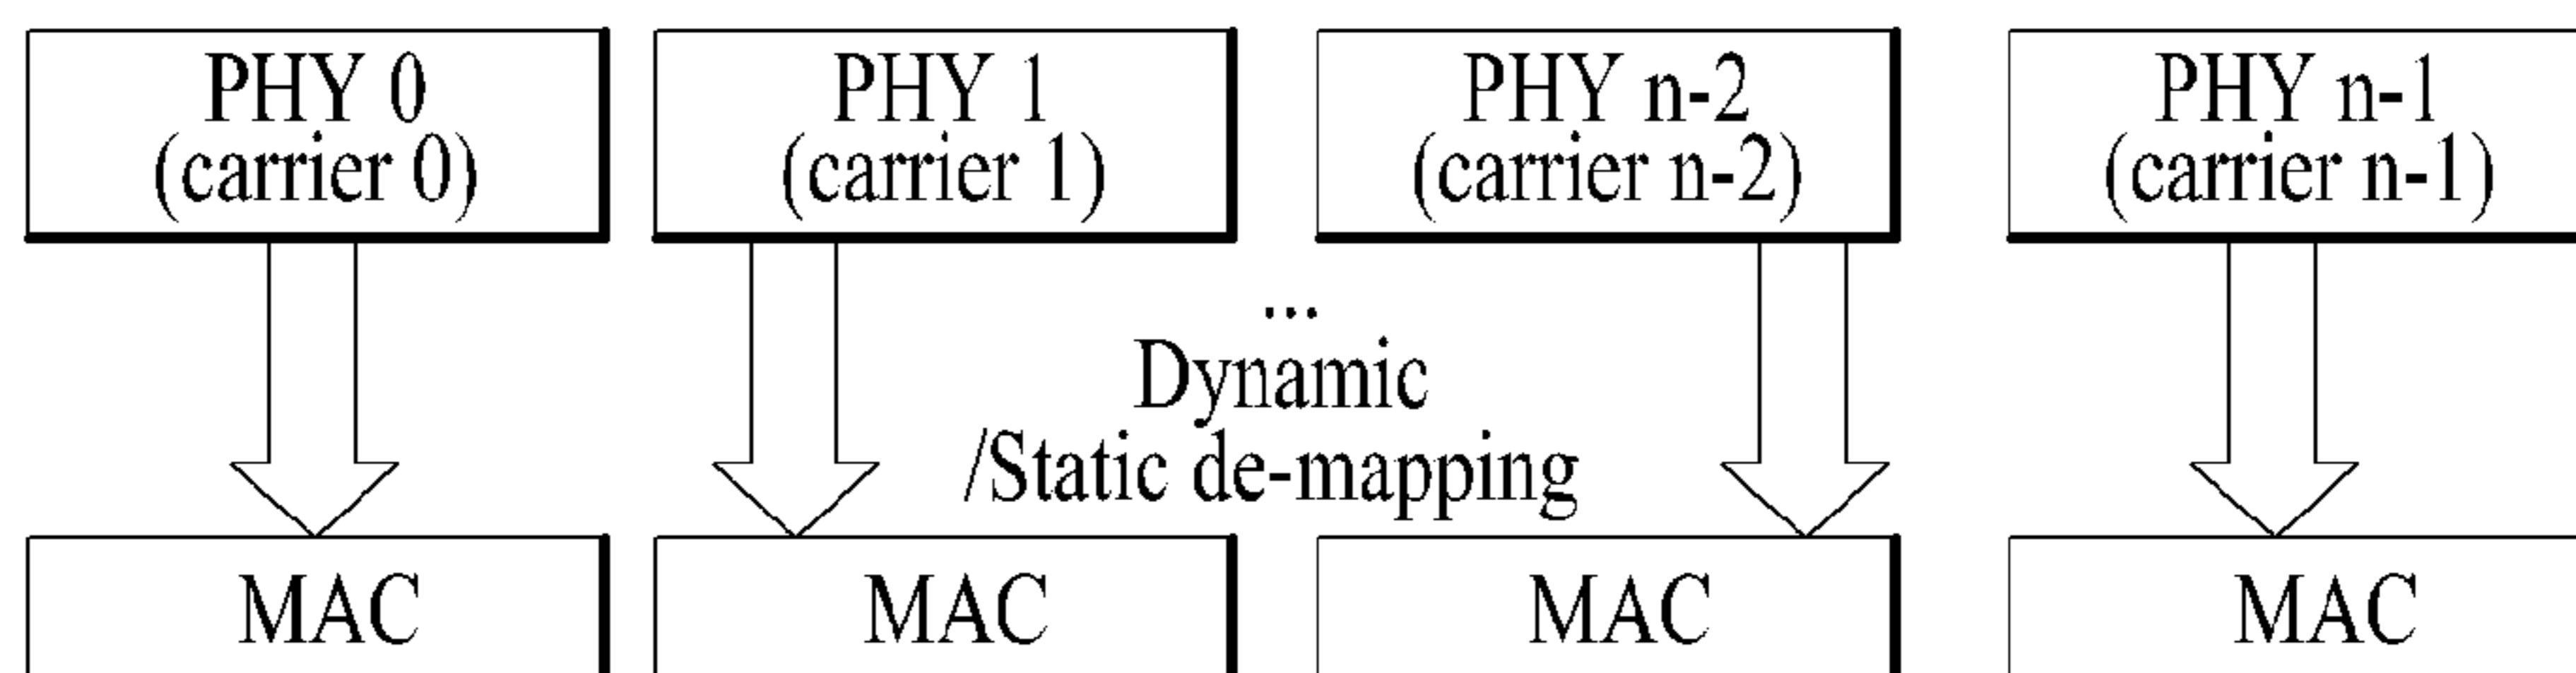 PHY 0
(carrier 0)
PHY 1
(carrier 1)
PHY n-2
(carrier n-2)
PHY n-1
(carrier n-1)
...
Dynamic
/Static de-mapping
MAC
MAC
MAC
MAC